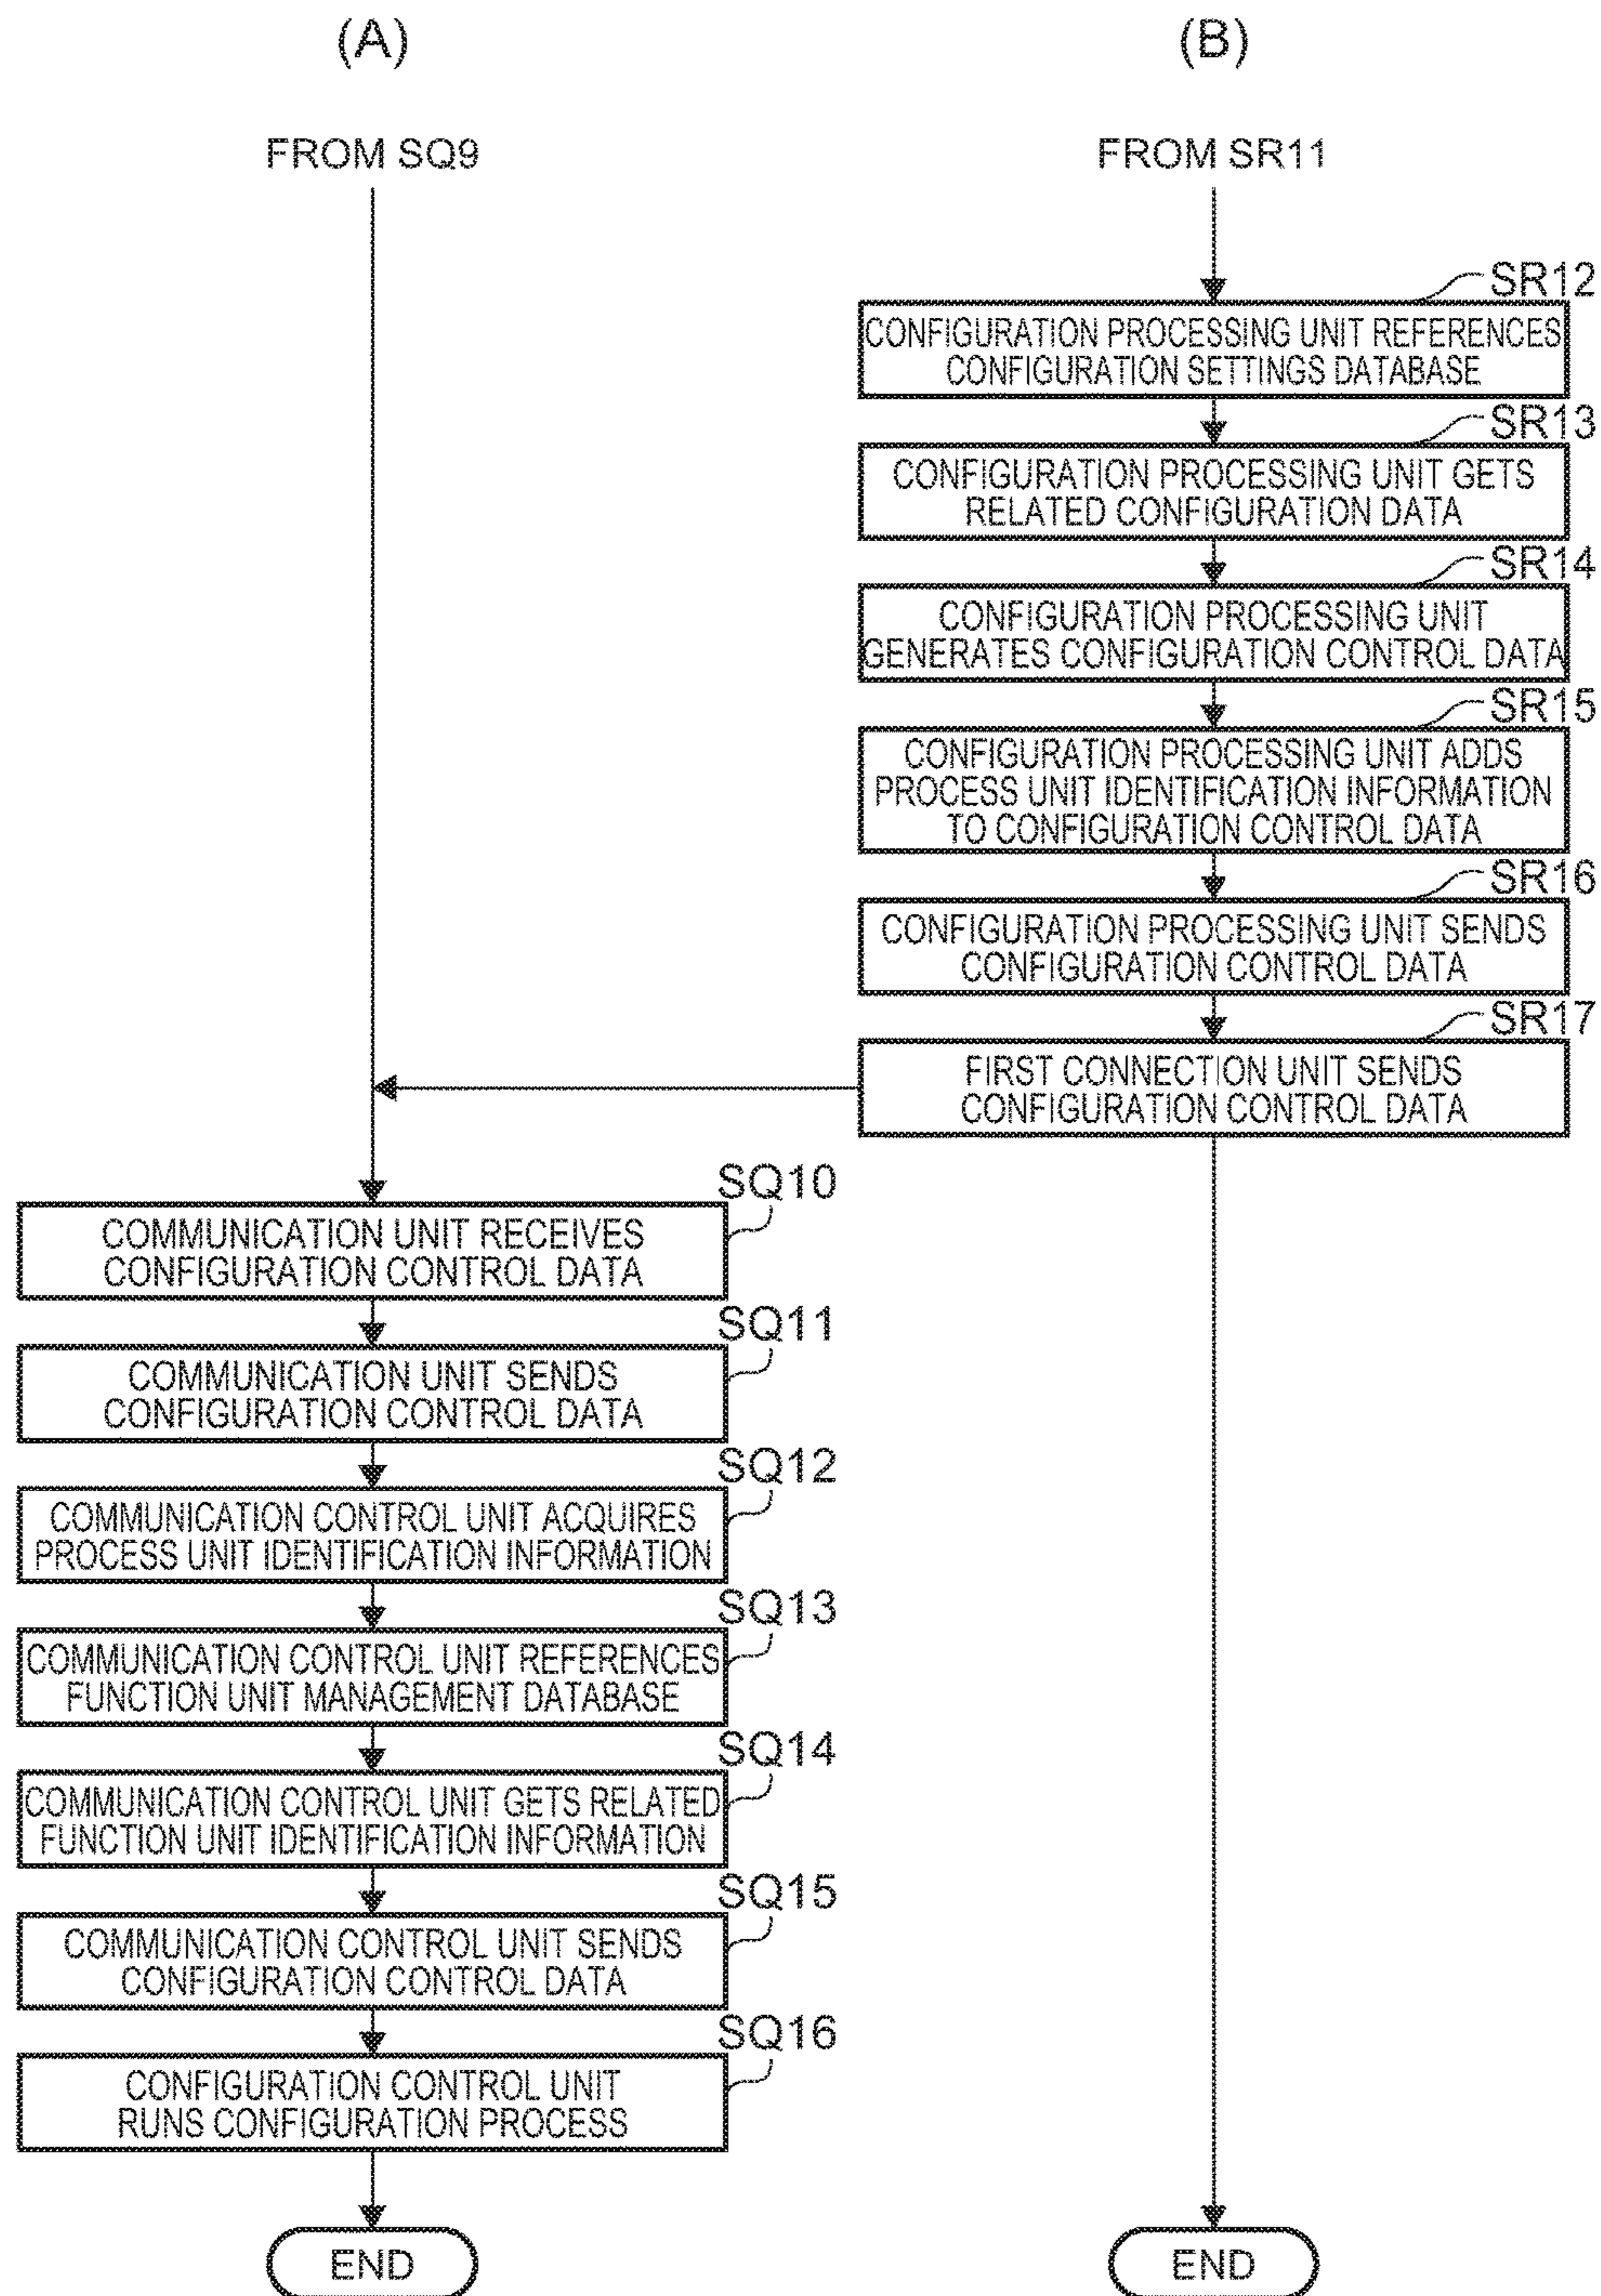 (A)
FROM SQ9
SQ10
COMMUNICATION UNIT RECEIVES
CONFIGURATION CONTROL DATA
SQ11
COMMUNICATION UNIT SENDS
CONFIGURATION CONTROL DATA
SQ12
COMMUNICATION CONTROL UNIT ACQUIRES
PROCESS UNIT IDENTIFICATION INFORMATION
SQ13
COMMUNICATION CONTROL UNIT REFERENCES
FUNCTION UNIT MANAGEMENT DATABASE
SQ14
COMMUNICATION CONTROL UNIT GETS RELATED
FUNCTION UNIT IDENTIFICATION INFORMATION
SQ15
COMMUNICATION CONTROL UNIT SENDS
CONFIGURATION CONTROL DATA
SQ16
CONFIGURATION CONTROL UNIT
RUNS CONFIGURATION PROCESS
END
(B)
FROM SR11
SR12
CONFIGURATION PROCESSING UNIT REFERENCES
CONFIGURATION SETTINGS DATABASE
SR13
CONFIGURATION PROCESSING UNIT GETS
RELATED CONFIGURATION DATA
SR14
CONFIGURATION PROCESSING UNIT
GENERATES CONFIGURATION CONTROL DATA
SR15
CONFIGURATION PROCESSING UNIT ADDS
PROCESS UNIT IDENTIFICATION INFORMATION
TO CONFIGURATION CONTROL DATA
SR16
CONFIGURATION PROCESSING UNIT SENDS
CONFIGURATION CONTROL DATA
SR17
FIRST CONNECTION UNIT SENDS
CONFIGURATION CONTROL DATA
END